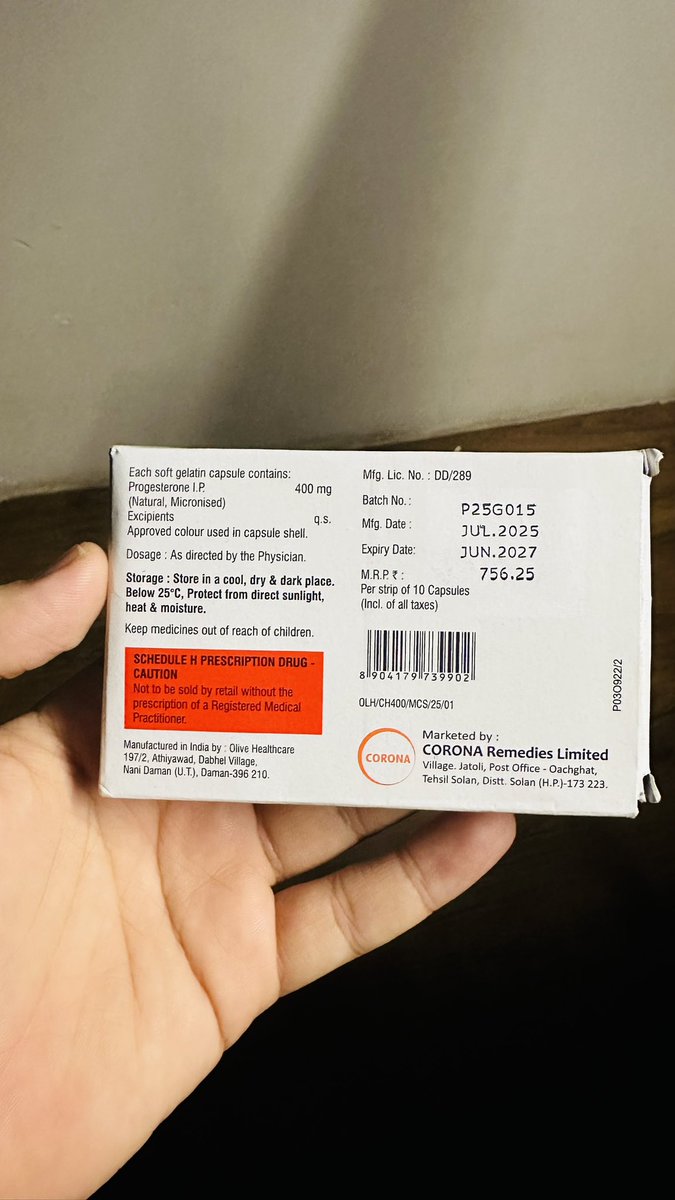 Each soft gelatin capsule contains:
Progesterone I.P. 400 mg
(Natural, Micronised)
Excipients q.s.
Approved colour used in capsule shell.
Dosage : As directed by the Physician.
Storage : Store in a cool, dry & dark place.
Below 25°C, Protect from direct sunlight,
heat & moisture.
Keep medicines out of reach of children.
SCHEDULE H PRESCRIPTION DRUG -
CAUTION
Not to be sold by retail without the
prescription of a Registered Medical
Practitioner.
Manufactured in India by : Olive Healthcare
197/2, Athiyawad, Dabhel Village,
Nani Daman (U.T.), Daman-396 210.
Mfg. Lic. No. : DD/289
Batch No. : P25G015
Mfg. Date : JUL.2025
Expiry Date: JUN.2027
M.R.P. ₹ : 756.25
Per strip of 10 Capsules
(Incl. of all taxes)
8 904179 739902
OLH/CH400/MCS/25/01
P03O922/2
CORONA
Marketed by :
CORONA Remedies Limited
Village. Jatoli, Post Office - Oachghat,
Tehsil Solan, Distt. Solan (H.P.)-173 223.